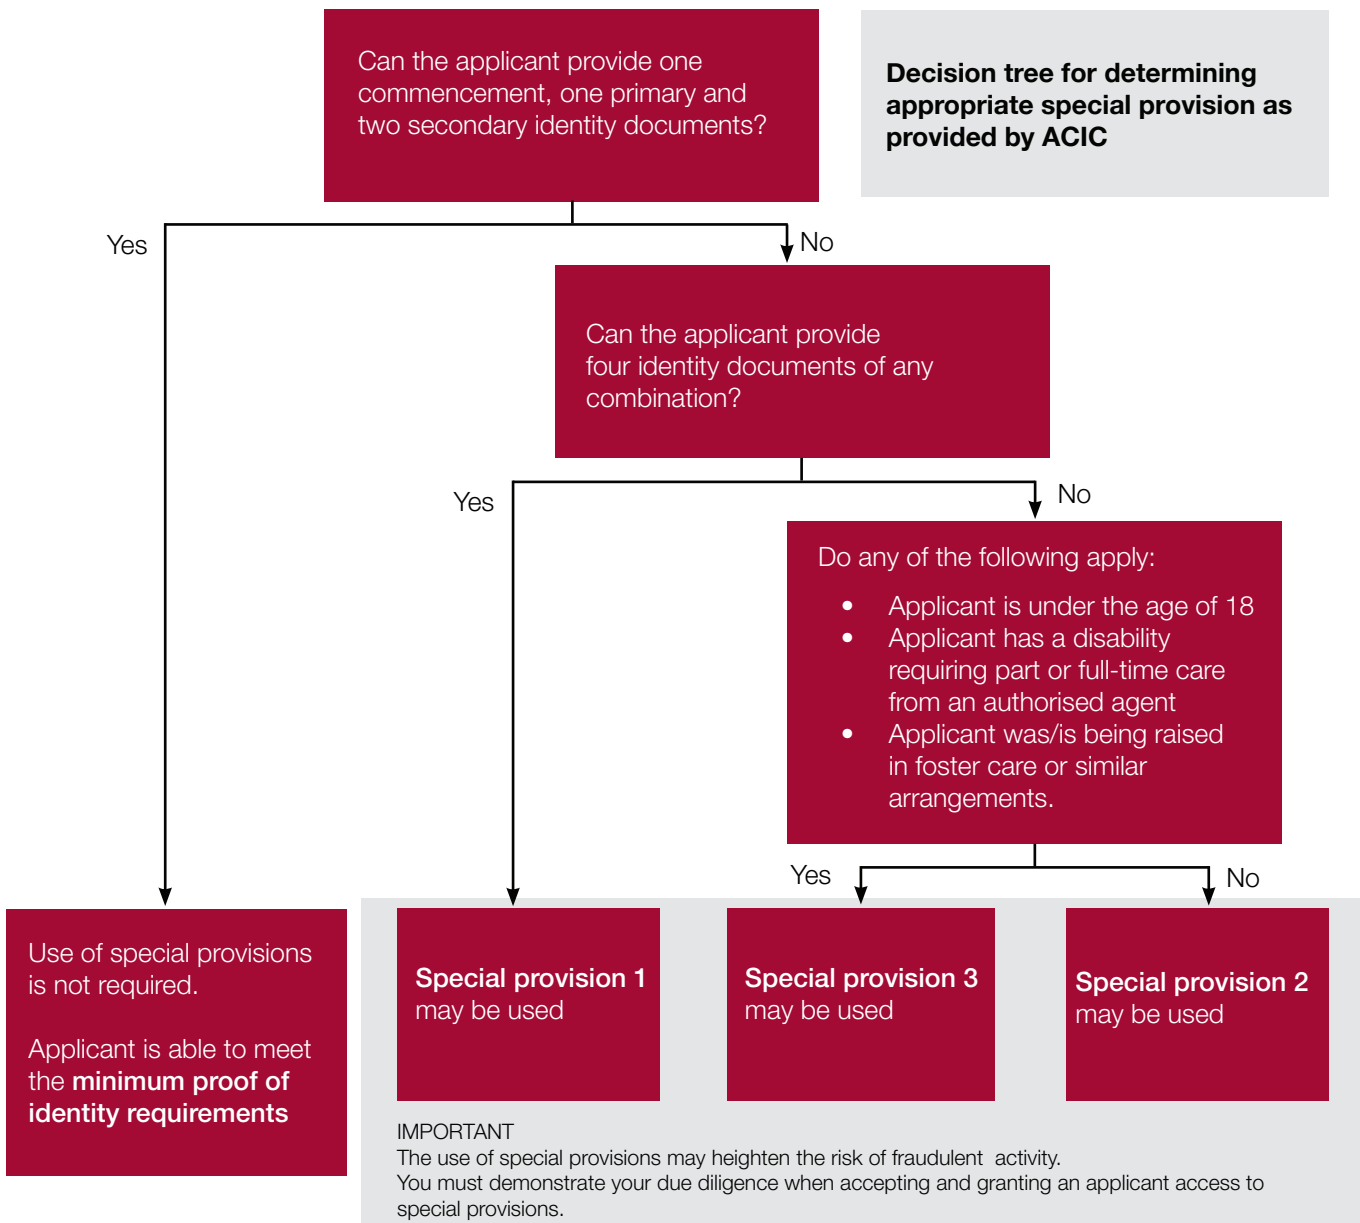 Can the applicant provide one
commencement, one primary and
two secondary identity documents?
Decision tree for determining
appropriate special provision as
provided by ACIC
Yes
No
Can the applicant provide
four identity documents of any
combination?
Yes
No
Do any of the following apply:
• Applicant is under the age of 18
• Applicant has a disability
requiring part or full-time care
from an authorised agent
• Applicant was/is being raised
in foster care or similar
arrangements.
Yes
No
Use of special provisions
is not required.
Applicant is able to meet
the minimum proof of
identity requirements
Special provision 1
may be used
Special provision 3
may be used
Special provision 2
may be used
IMPORTANT
The use of special provisions may heighten the risk of fraudulent activity.
You must demonstrate your due diligence when accepting and granting an applicant access to
special provisions.